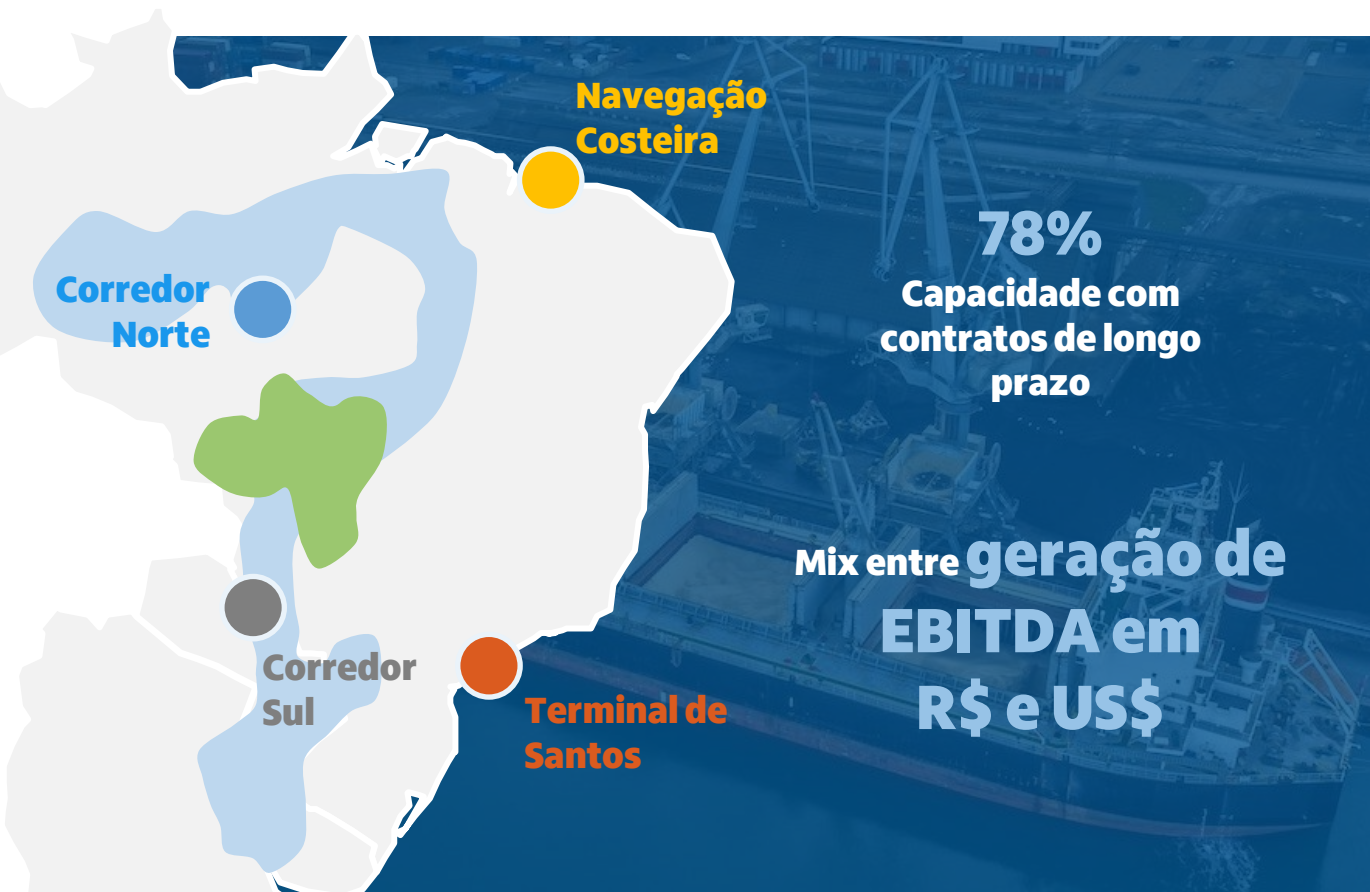 Navegação
Costeira
Corredor
Norte
Corredor
Sul
Terminal de
Santos
78%
Capacidade com
contratos de longo
prazo
Mix entre geração de
EBITDA em
R$ e US$